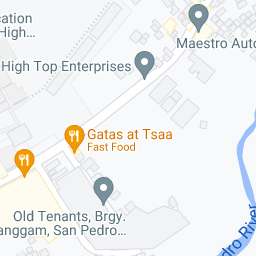 cation
High...
Maestro Auto
High Top Enterprises
Gatas at Tsaa
Fast Food
Old Tenants, Brgy.
anggam, San Pedro...
dro River